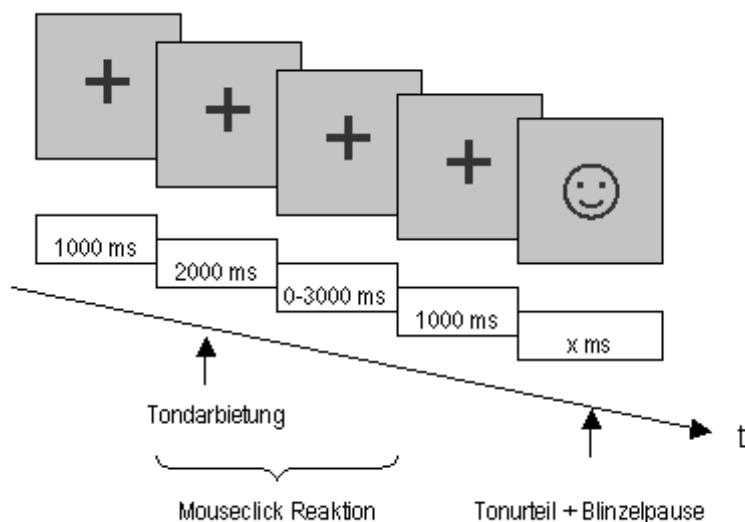 1000 ms
2000 ms
0-3000 ms
1000 ms
x ms
Tondarbietung
t
Mouseclick Reaktion
Tonurteil + Blinzelpause